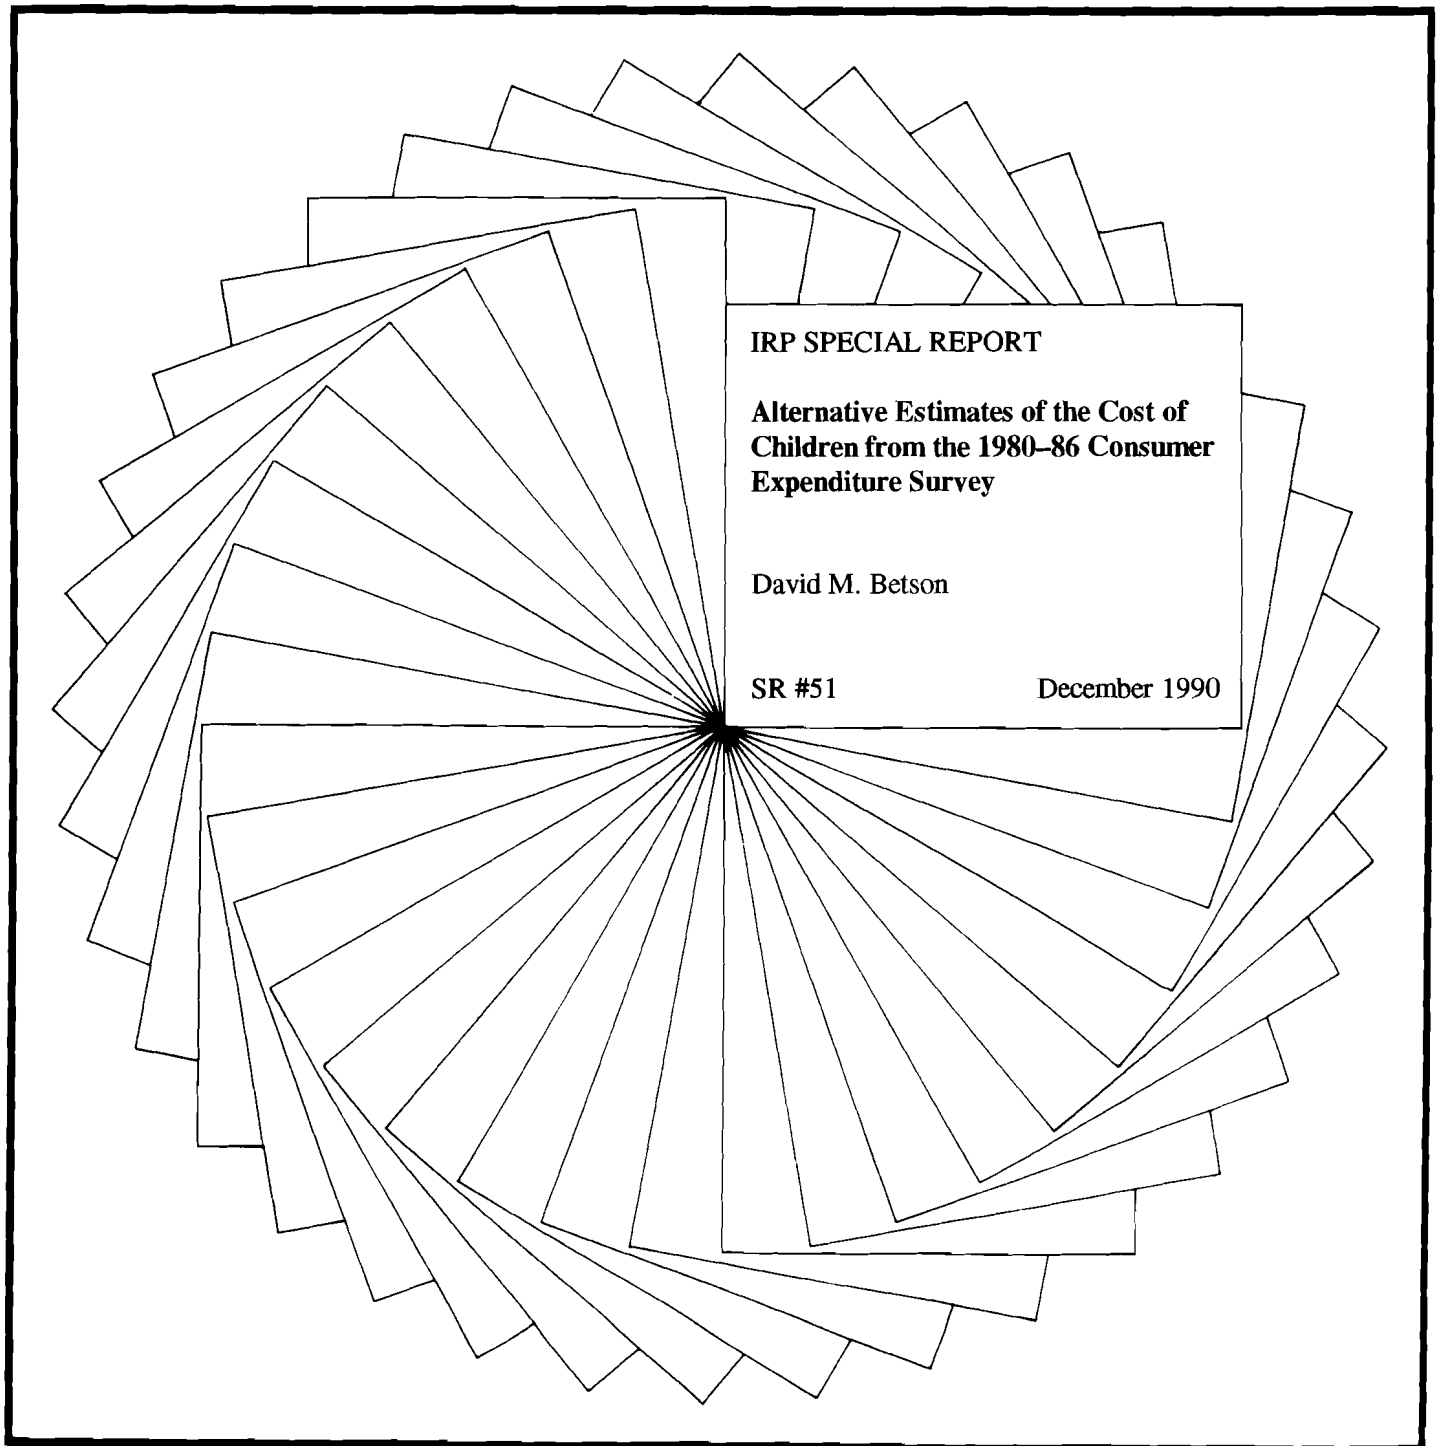 IRP SPECIAL REPORT
Alternative Estimates of the Cost of
Children from the 1980–86 Consumer
Expenditure Survey
David M. Betson
SR #51 December 1990